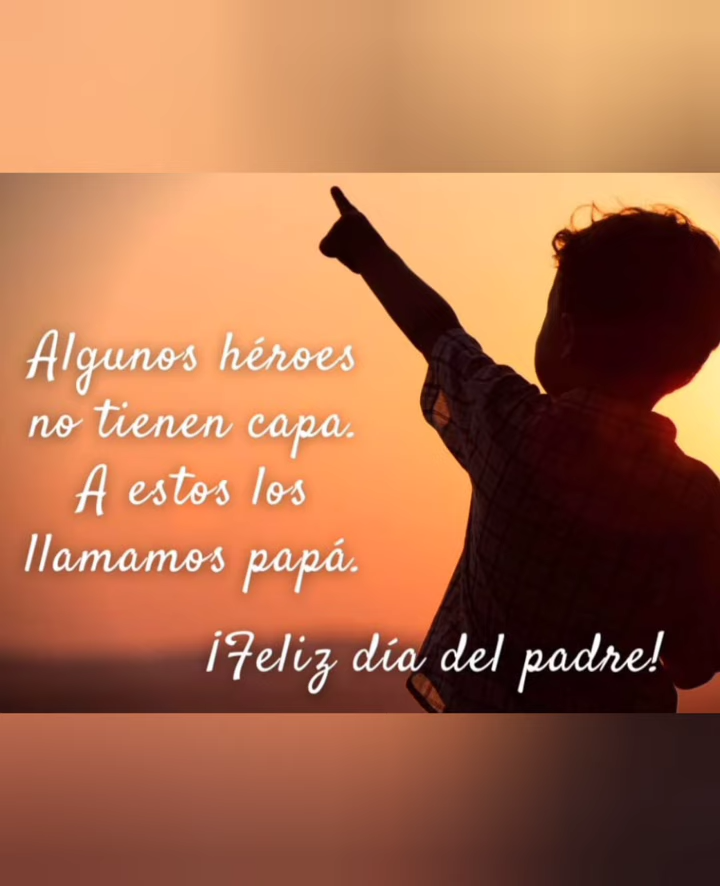 Algunos héroes
no tienen capa.
A estos los
llamamos papá.
¡Feliz día del padre!